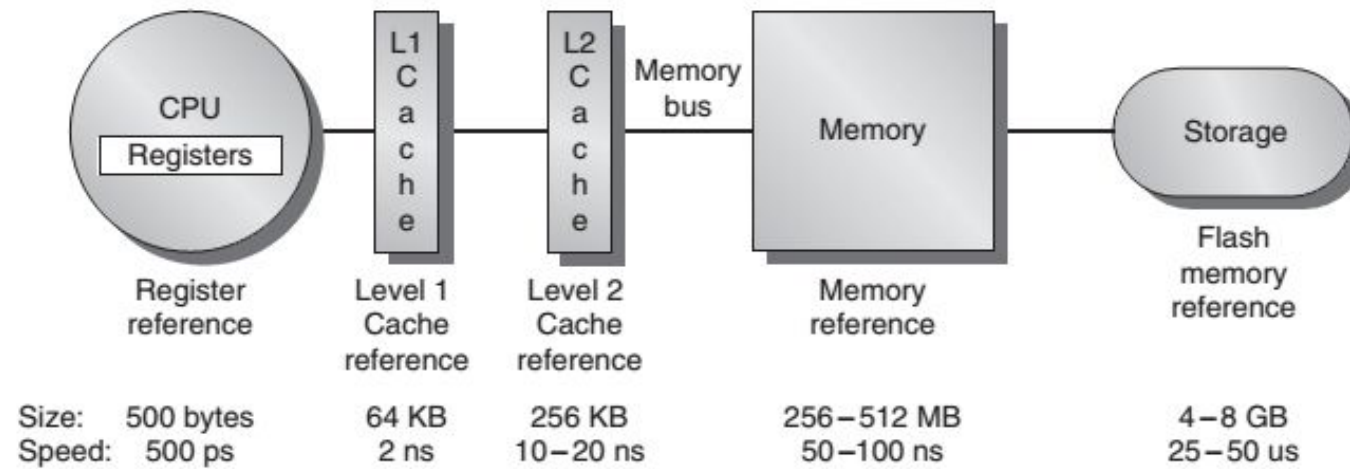 CPU
Registers
L1
C
a
c
h
e
L2
C
a
c
h
e
Memory
bus
Memory
Storage
Register
reference
Level 1
Cache
reference
Level 2
Cache
reference
Memory
reference
Flash
memory
reference
Size: 500 bytes 64 KB 256 KB 256–512 MB 4–8 GB
Speed: 500 ps 2 ns 10–20 ns 50–100 ns 25–50 us